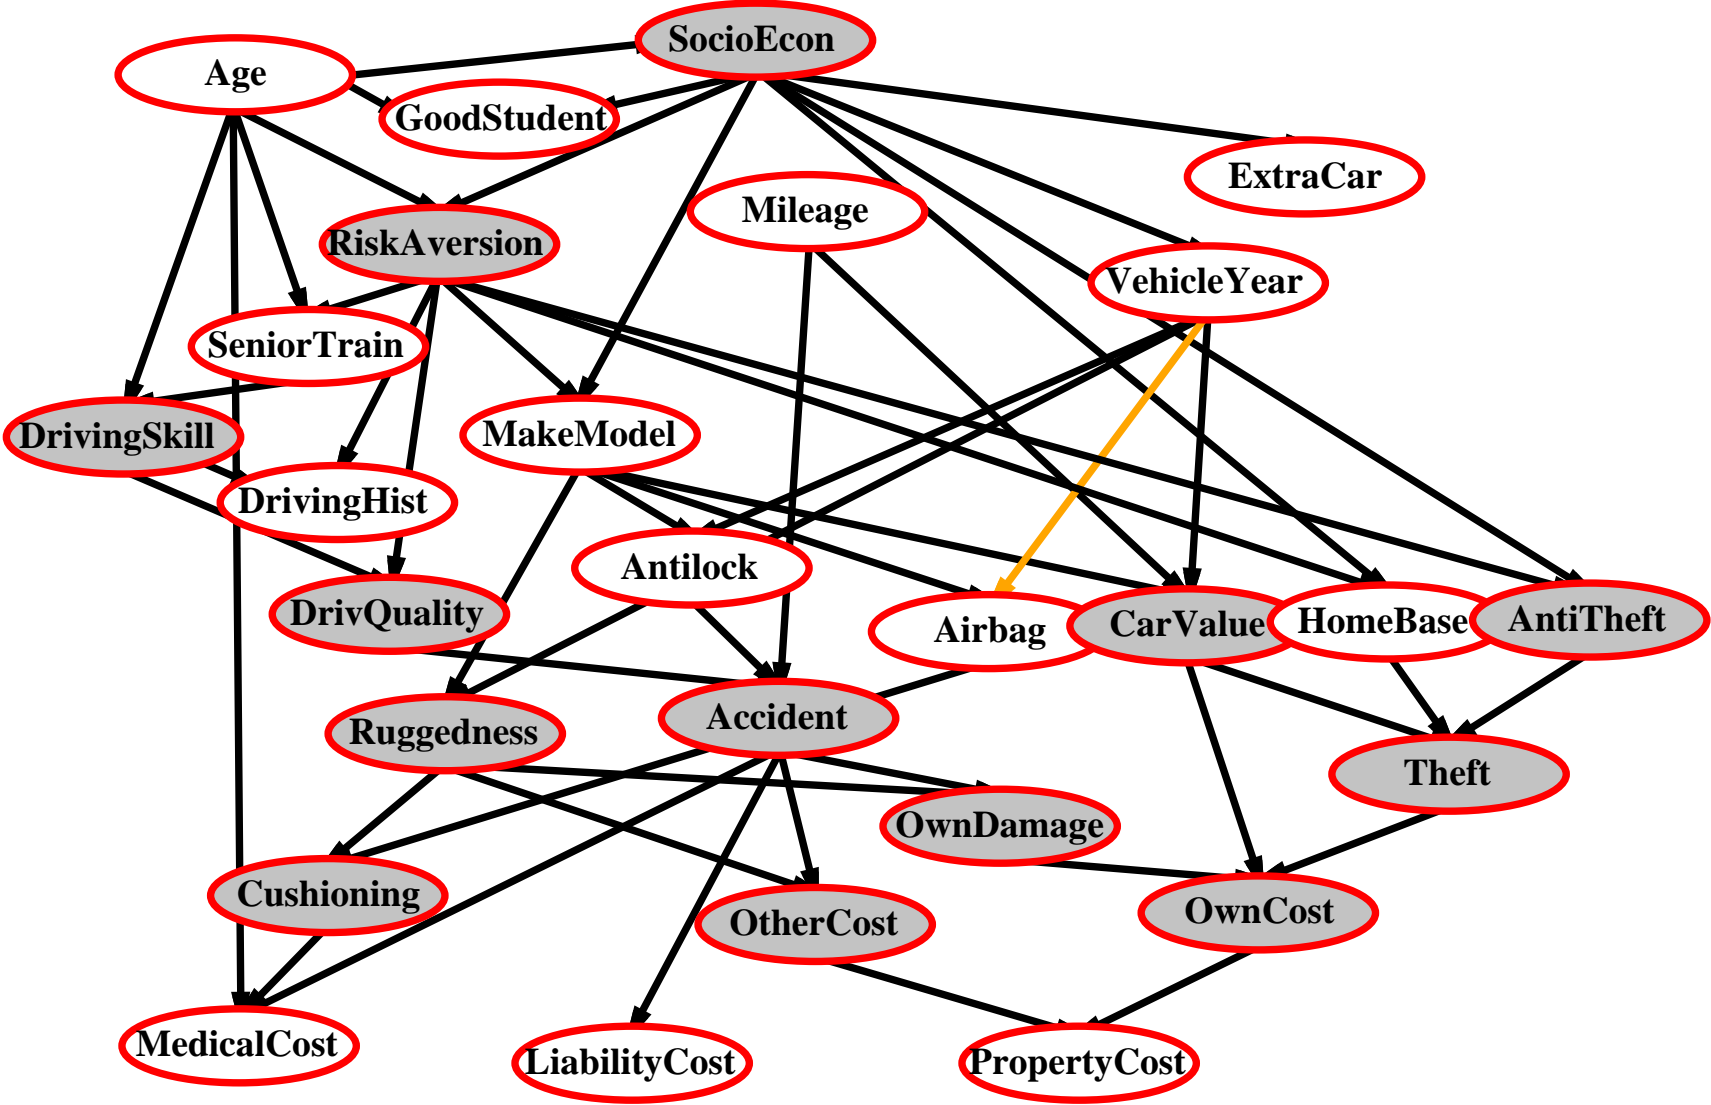 SocioEcon
Age
GoodStudent
ExtraCar
Mileage
RiskAversion
VehicleYear
SeniorTrain
DrivingSkill
MakeModel
DrivingHist
Antilock
DrivQuality
Airbag
CarValue
HomeBase
AntiTheft
Ruggedness
Accident
Theft
OwnDamage
Cushioning
OtherCost
OwnCost
MedicalCost
LiabilityCost
PropertyCost